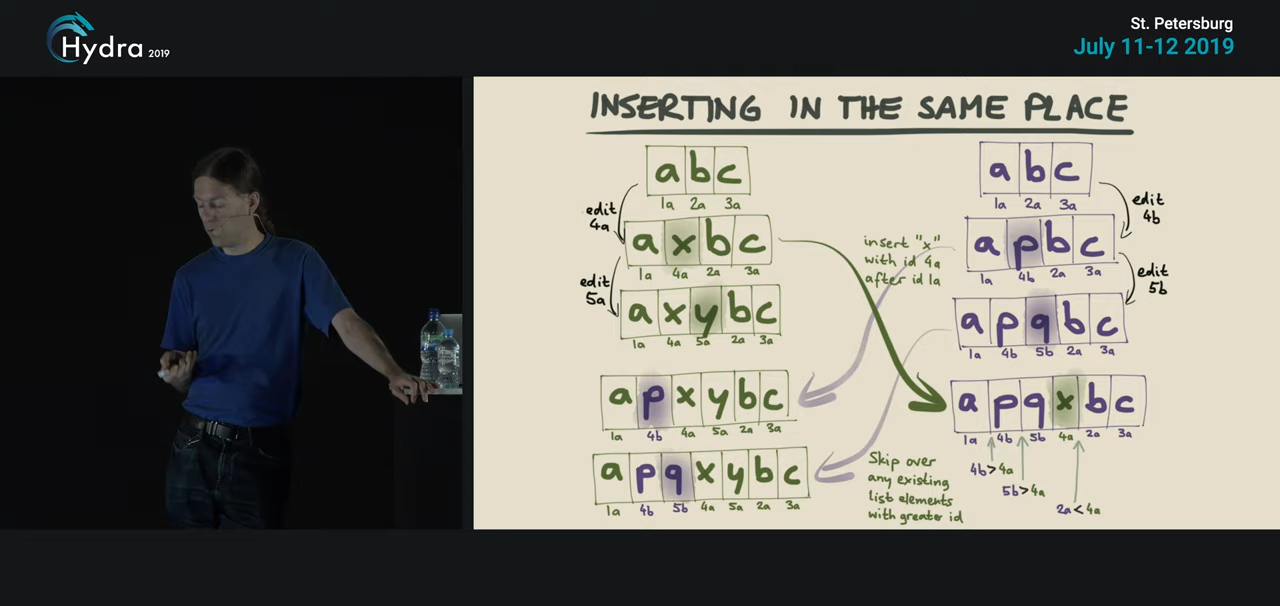 Hydra 2019
St. Petersburg
July 11-12 2019
INSERTING IN THE SAME PLACE
a b c
1a 2a 3a
edit
4a
a x b c
1a 4a 2a 3a
edit
5a
a x y b c
1a 4a 5a 2a 3a
a p x y b c
1a 4b 4a 5a 2a 3a
a p q x y b c
1a 4b 5b 4a 5a 2a 3a
insert "x"
with id 4a
after id 1a
Skip over
any existing
list elements
with greater id
a b c
1a 2a 3a
edit
4b
a p b c
1a 4b 2a 3a
edit
5b
a p q b c
1a 4b 5b 2a 3a
a p q x b c
1a 4b 5b 4a 2a 3a
4b>4a
5b>4a
2a<4a